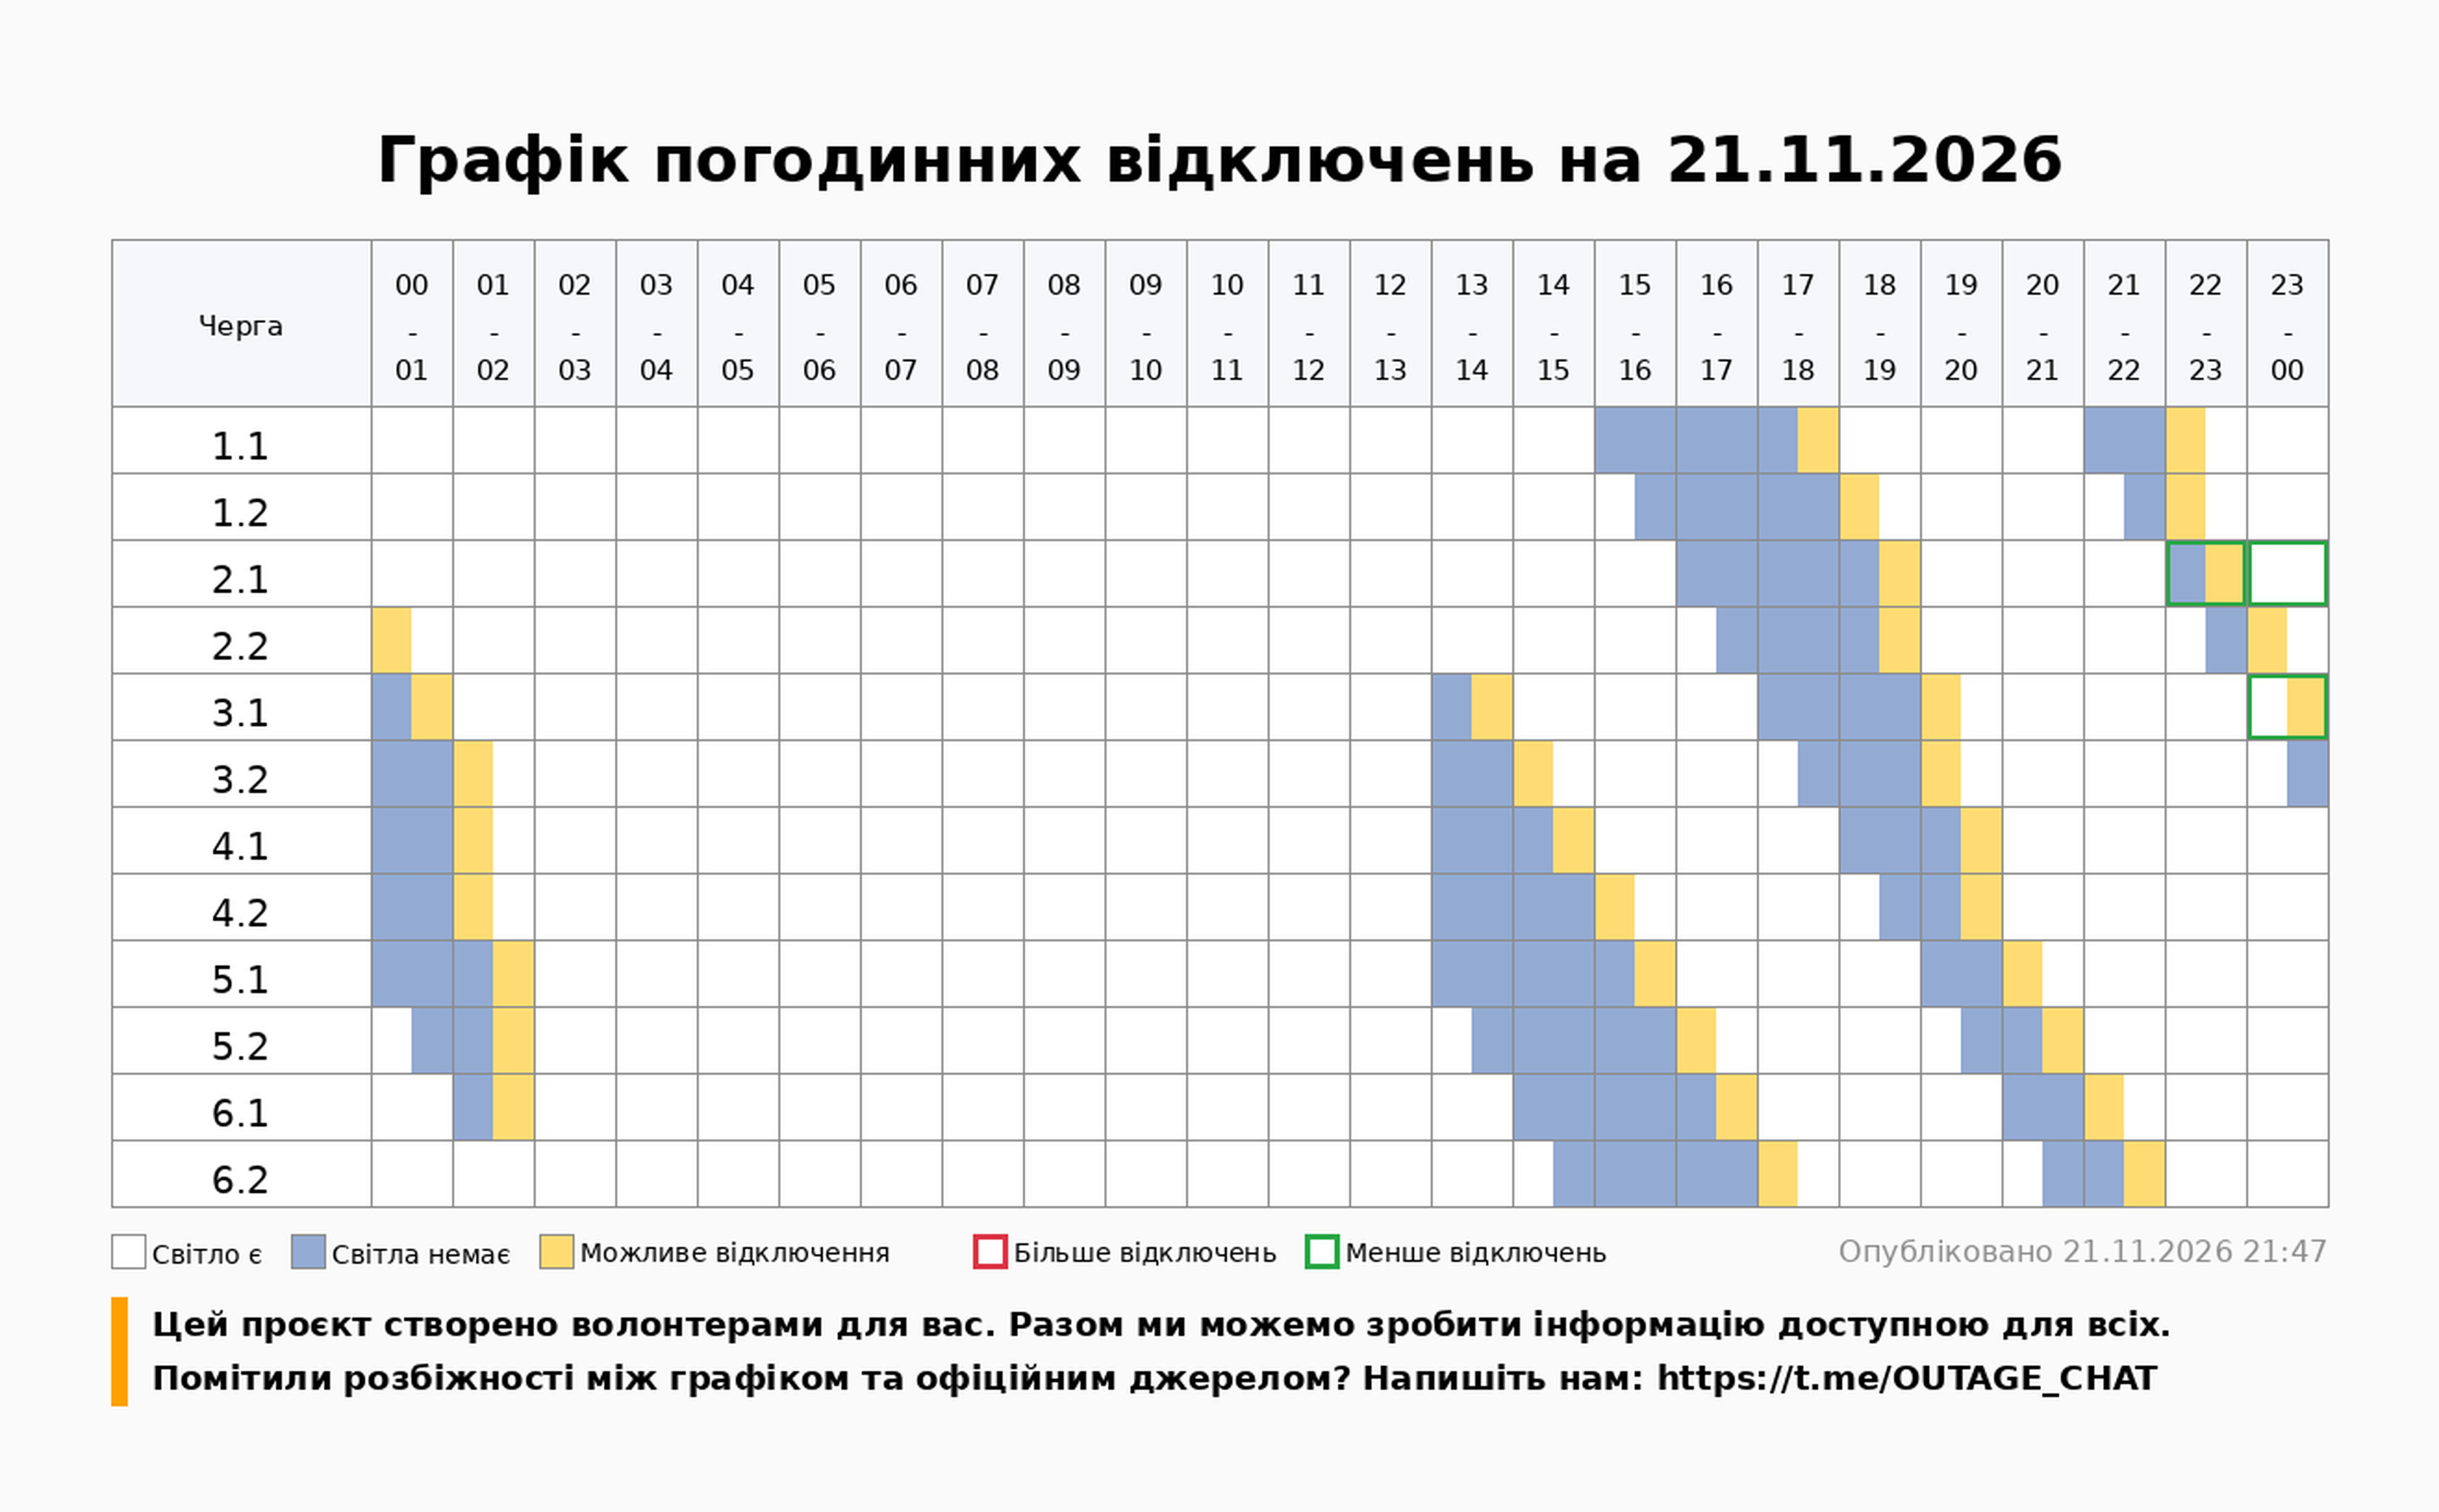 Графік погодинних відключень на 21.11.2026
Черга
00 - 01
01 - 02
02 - 03
03 - 04
04 - 05
05 - 06
06 - 07
07 - 08
08 - 09
09 - 10
10 - 11
11 - 12
12 - 13
13 - 14
14 - 15
15 - 16
16 - 17
17 - 18
18 - 19
19 - 20
20 - 21
21 - 22
22 - 23
23 - 00
1.1
1.2
2.1
2.2
3.1
3.2
4.1
4.2
5.1
5.2
6.1
6.2
Світло є
Світла немає
Можливе відключення
Більше відключень
Менше відключень
Опубліковано 21.11.2026 21:47
Цей проєкт створено волонтерами для вас. Разом ми можемо зробити інформацію доступною для всіх.
Помітили розбіжності між графіком та офіційним джерелом? Напишіть нам: https://t.me/OUTAGE_CHAT